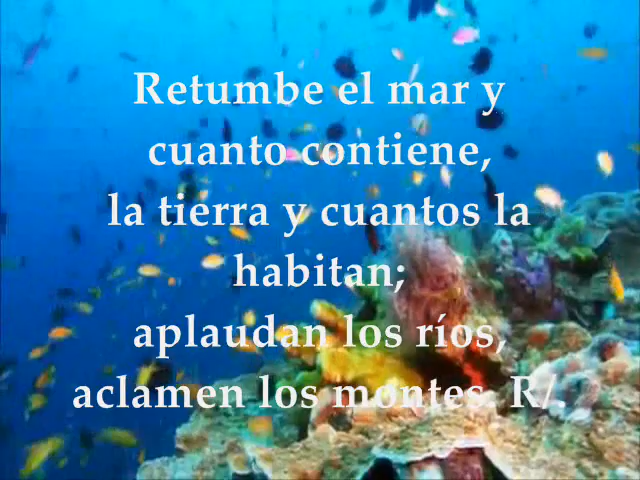 Retumbe el mar y
cuanto contiene,
la tierra y cuantos la
habitan;
aplaudan los ríos,
aclamen los montes. R/.